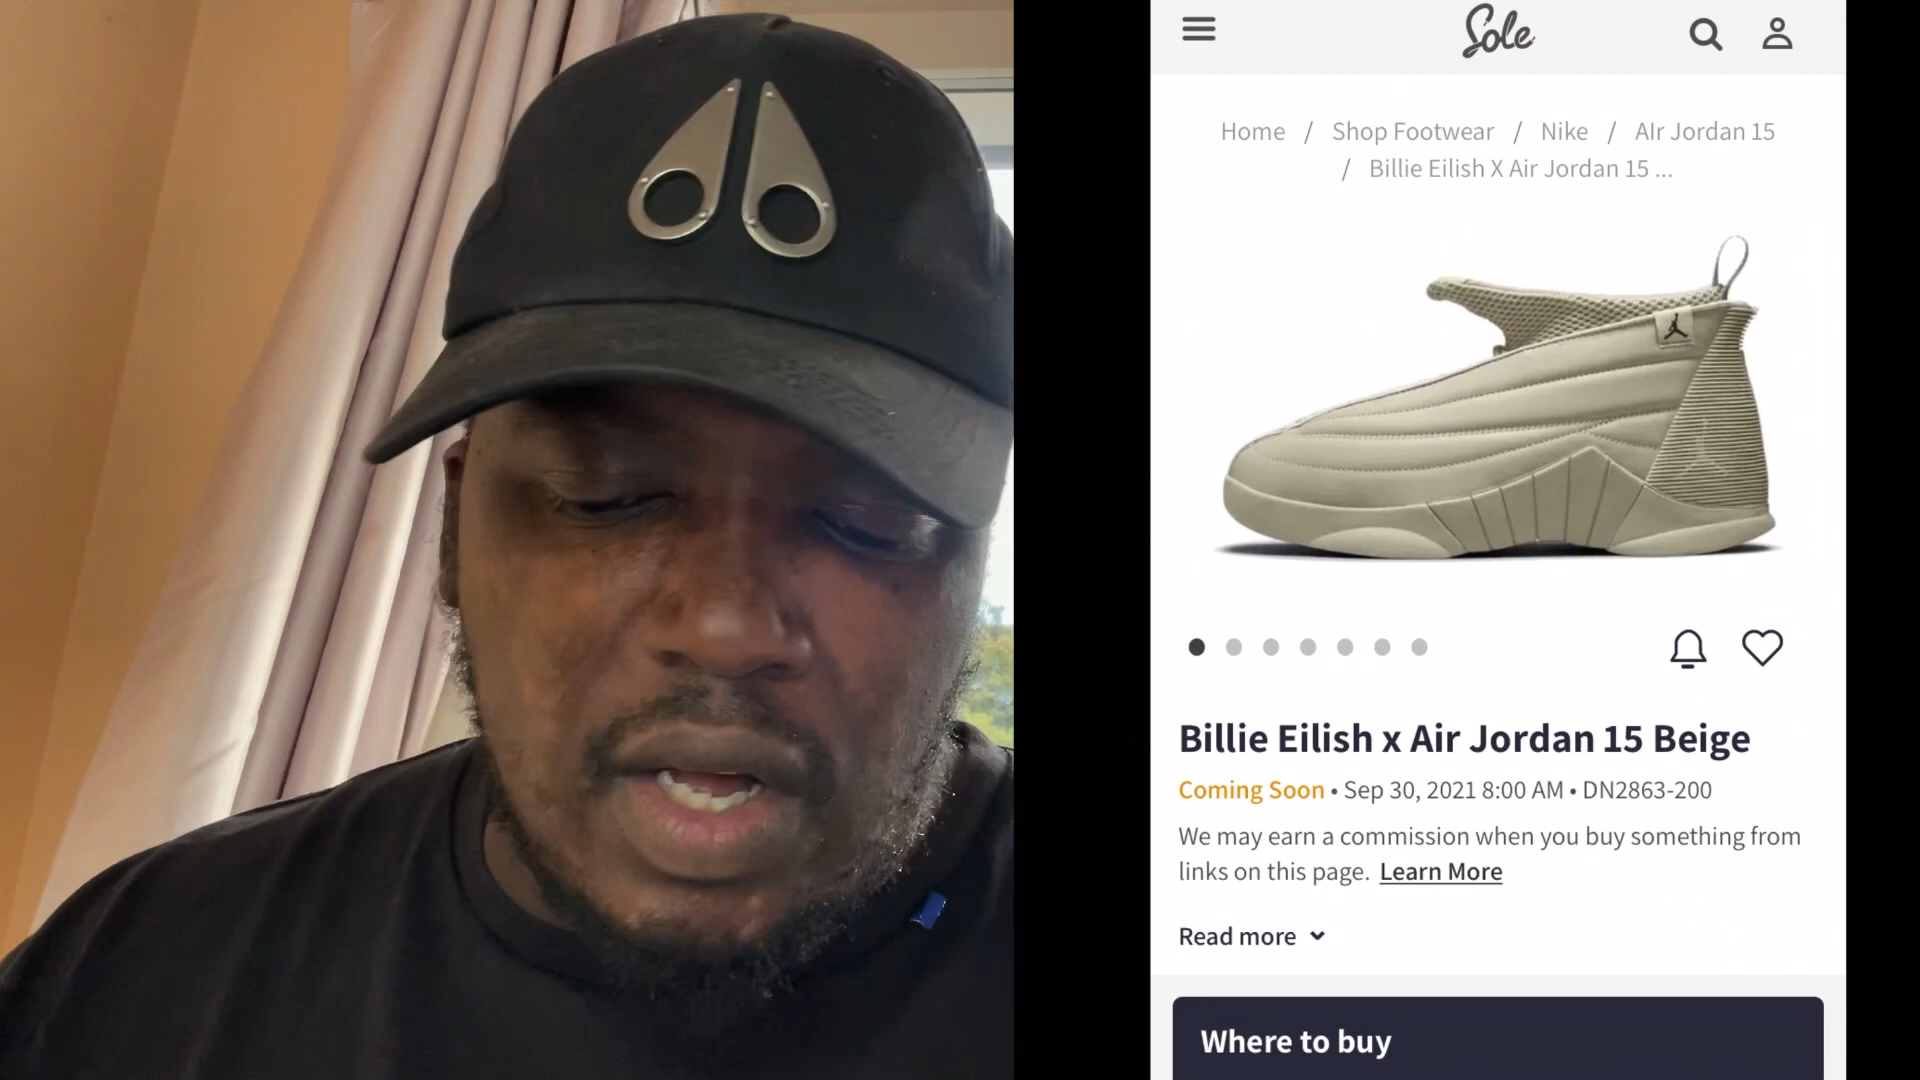 Sole
Home / Shop Footwear / Nike / AIr Jordan 15
/ Billie Eilish X Air Jordan 15 ...
Billie Eilish x Air Jordan 15 Beige
Coming Soon • Sep 30, 2021 8:00 AM • DN2863-200
We may earn a commission when you buy something from
links on this page. Learn More
Read more
Where to buy